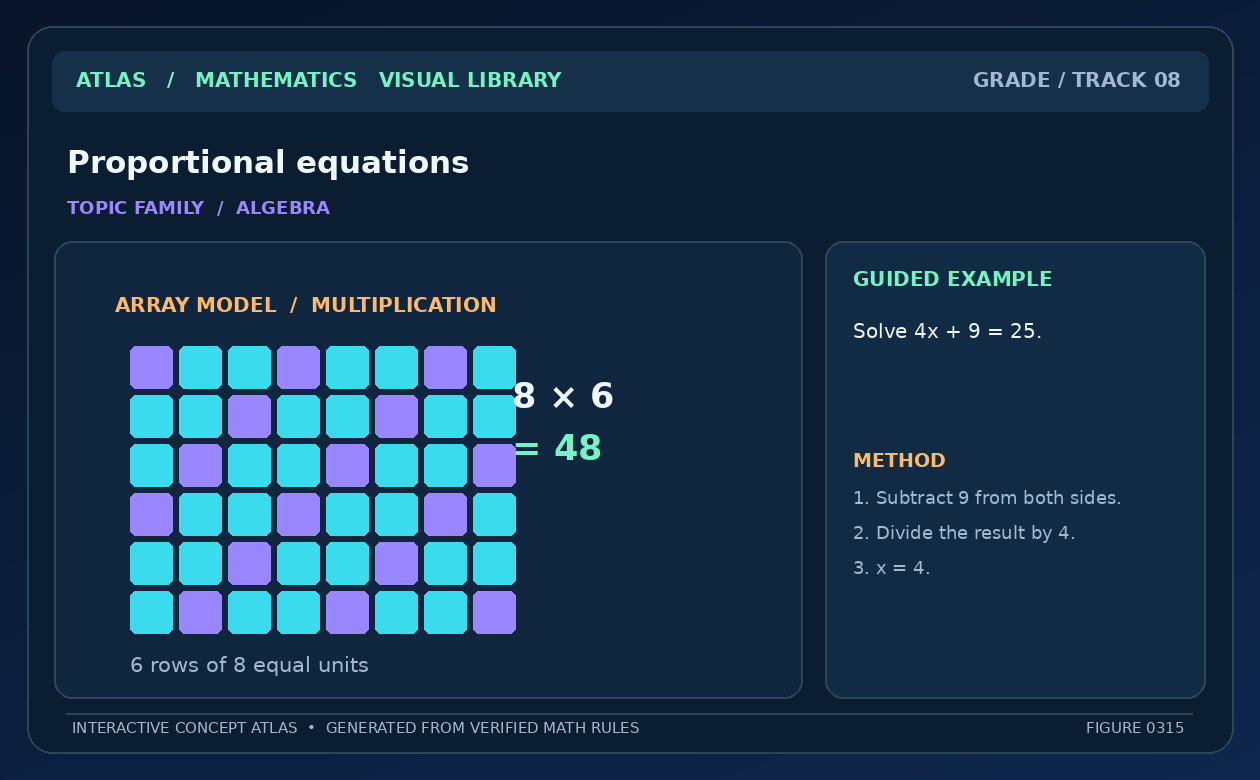 ATLAS / MATHEMATICS VISUAL LIBRARY
GRADE / TRACK 08
Proportional equations
TOPIC FAMILY / ALGEBRA
ARRAY MODEL / MULTIPLICATION
8 × 6
= 48
6 rows of 8 equal units
GUIDED EXAMPLE
Solve 4x + 9 = 25.
METHOD
1. Subtract 9 from both sides.
2. Divide the result by 4.
3. x = 4.
INTERACTIVE CONCEPT ATLAS • GENERATED FROM VERIFIED MATH RULES
FIGURE 0315